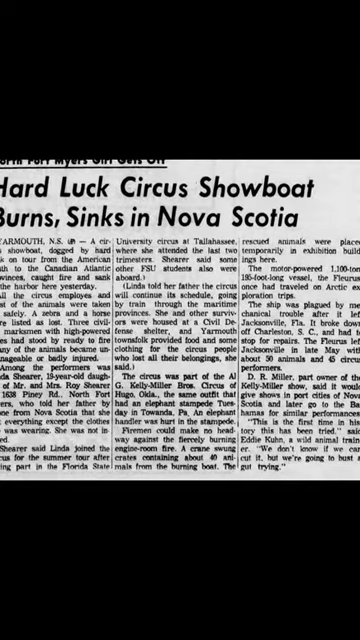 orth Fort Myers Girl Gets Off
Hard Luck Circus Showboat
Burns, Sinks in Nova Scotia
YARMOUTH, N.S. (P) — A cir-
s showboat, dogged by hard
k on tour from the American
uth to the Canadian Atlantic
ovinces, caught fire and sank
the harbor here yesterday.
All the circus employes and
st of the animals were taken
safely. A zebra and a horse
re listed as lost. Three civil-
marksmen with high-powered
es had stood by ready to fire
any of the animals became un-
nageable or badly injured.
Among the performers was
nda Shearer, 19-year-old daugh-
of Mr. and Mrs. Roy Shearer
1638 Piney Rd., North Fort
ers, who told her father by
one from Nova Scotia that she
t everything except the clothes
was wearing. She was not in-
ed.
Shearer said Linda joined the
cus for the summer tour after
ing part in the Florida State
University circus at Tallahassee,
where she attended the last two
trimesters. Shearer said some
other FSU students also were
aboard.)
(Linda told her father the circus
will continue its schedule, going
by train through the maritime
provinces. She and other surviv-
ors were housed at a Civil De-
fense shelter, and Yarmouth
townsfolk provided food and some
clothing for the circus people
who lost all their belongings, she
said.)
The circus was part of the Al
G. Kelly-Miller Bros. Circus of
Hugo, Okla., the same outfit that
had an elephant stampede Tues-
day in Towanda, Pa. An elephant
handler was hurt in the stampede.
Firemen could make no head-
way against the fiercely burning
engine-room fire. A crane swung
crates containing about 40 ani-
mals from the burning boat. The
rescued animals were placed
temporarily in exhibition build-
ings here.
The motor-powered 1,100-ton,
195-foot-long vessel, the Fleurus,
once had traveled on Arctic ex-
ploration trips.
The ship was plagued by me-
chanical trouble after it left
Jacksonville, Fla. It broke down
off Charleston, S. C., and had to
stop for repairs. The Fleurus left
Jacksonville in late May with
about 50 animals and 45 circus
performers.
D. R. Miller, part owner of the
Kelly-Miller show, said it would
give shows in port cities of Nova
Scotia and later go to the Ba-
hamas for similar performances.
"This is the first time in his-
tory this has been tried," said
Eddie Kuhn, a wild animal train-
er. "We don't know if we can
cut it, but we're going to bust a
gut trying."